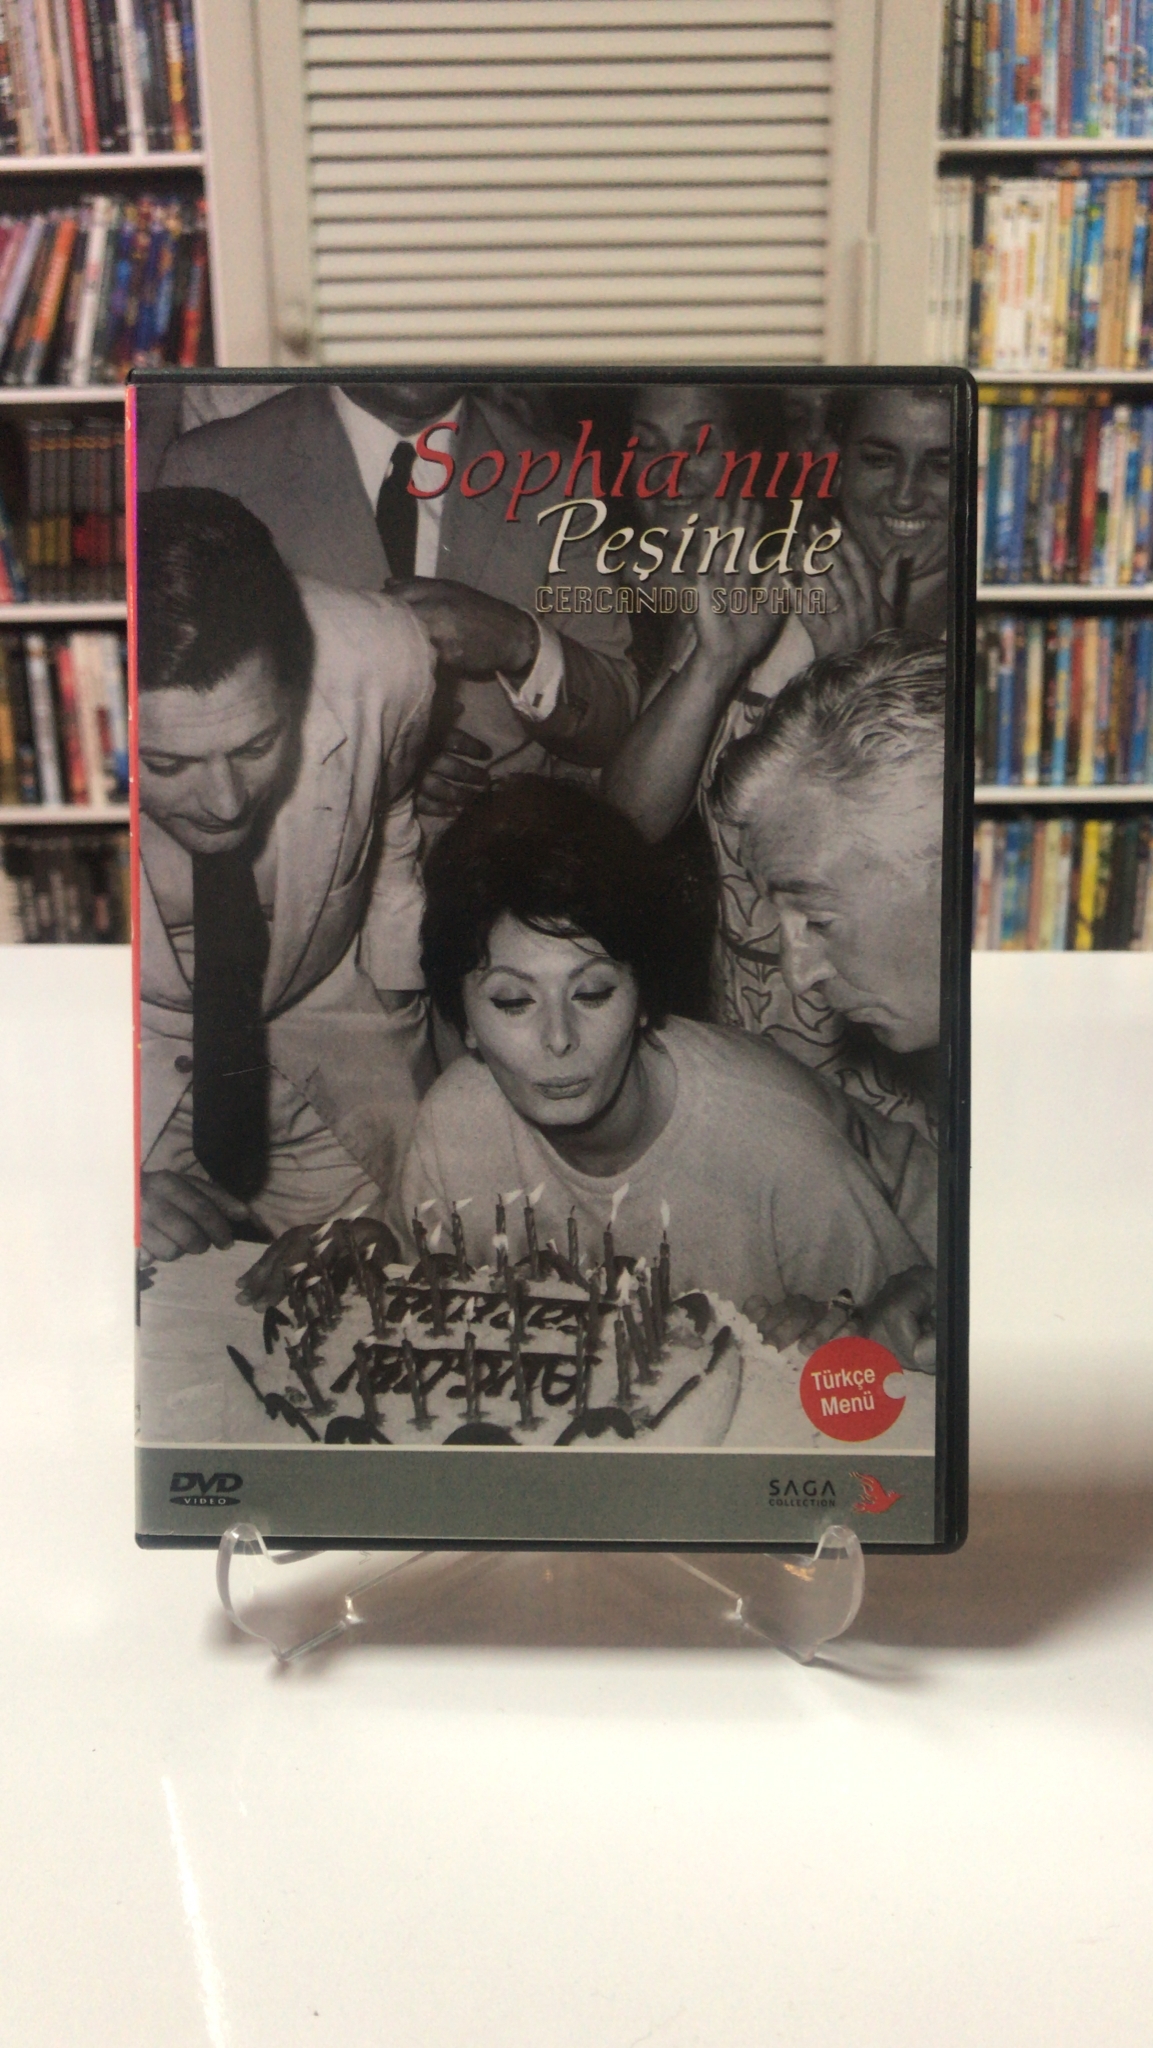 Sophia'nın
Peşinde
CERCANDO SOPHIA
Türkçe
Menü
DVD
VIDEO
SAGA
COLLECTION